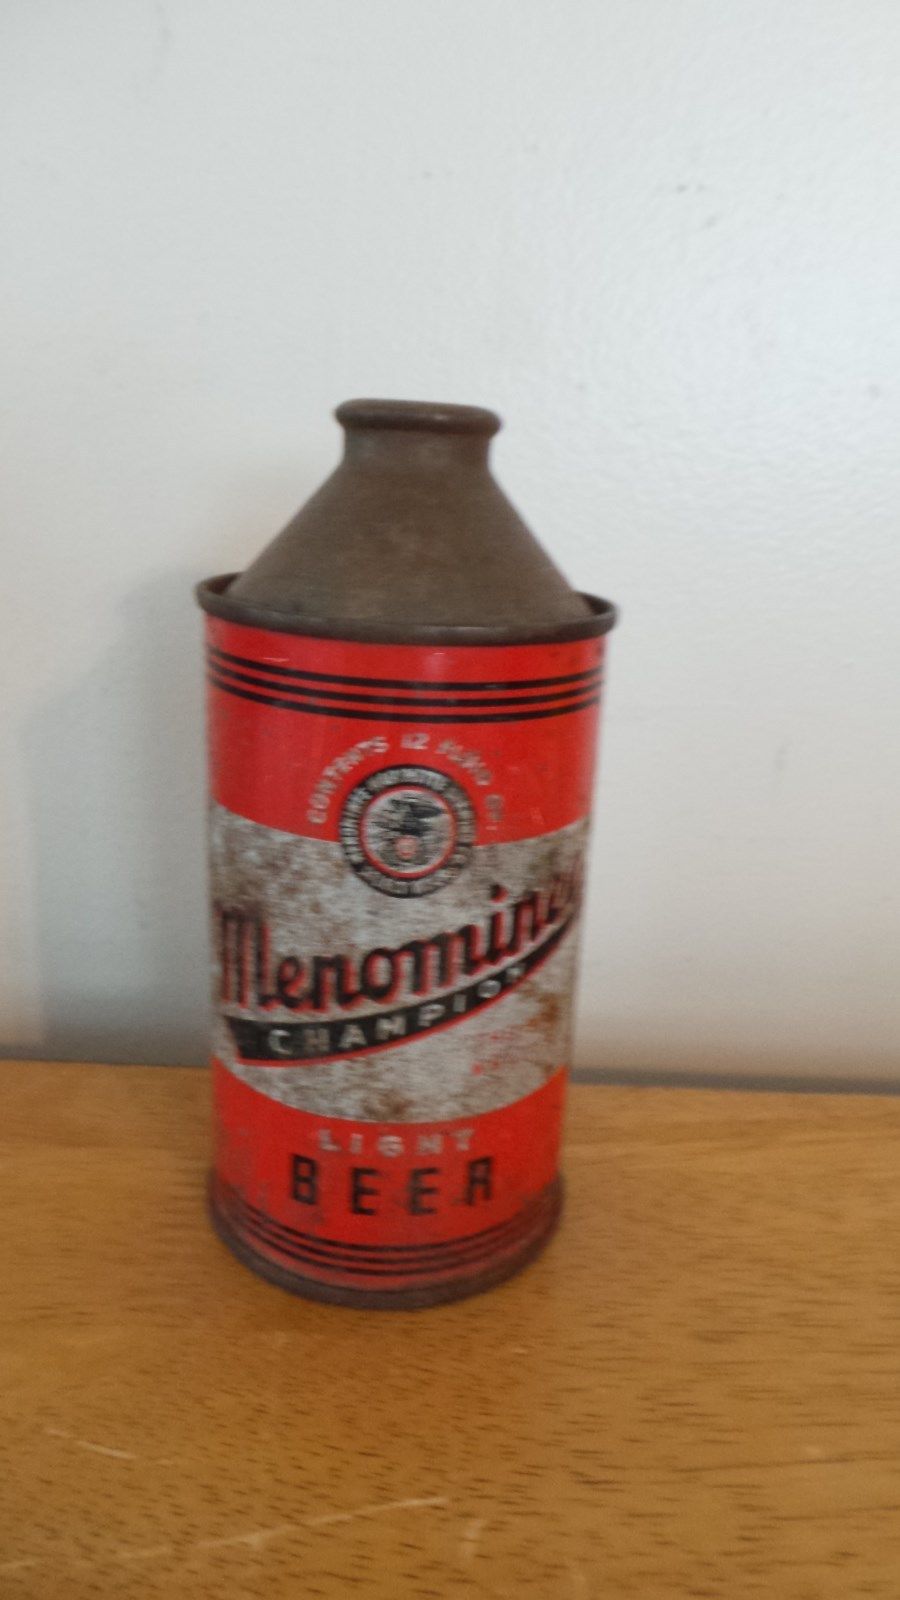 CONTENTS 12 FLUID OZ.
Menominee
CHAMPION
LIGHT
BEER